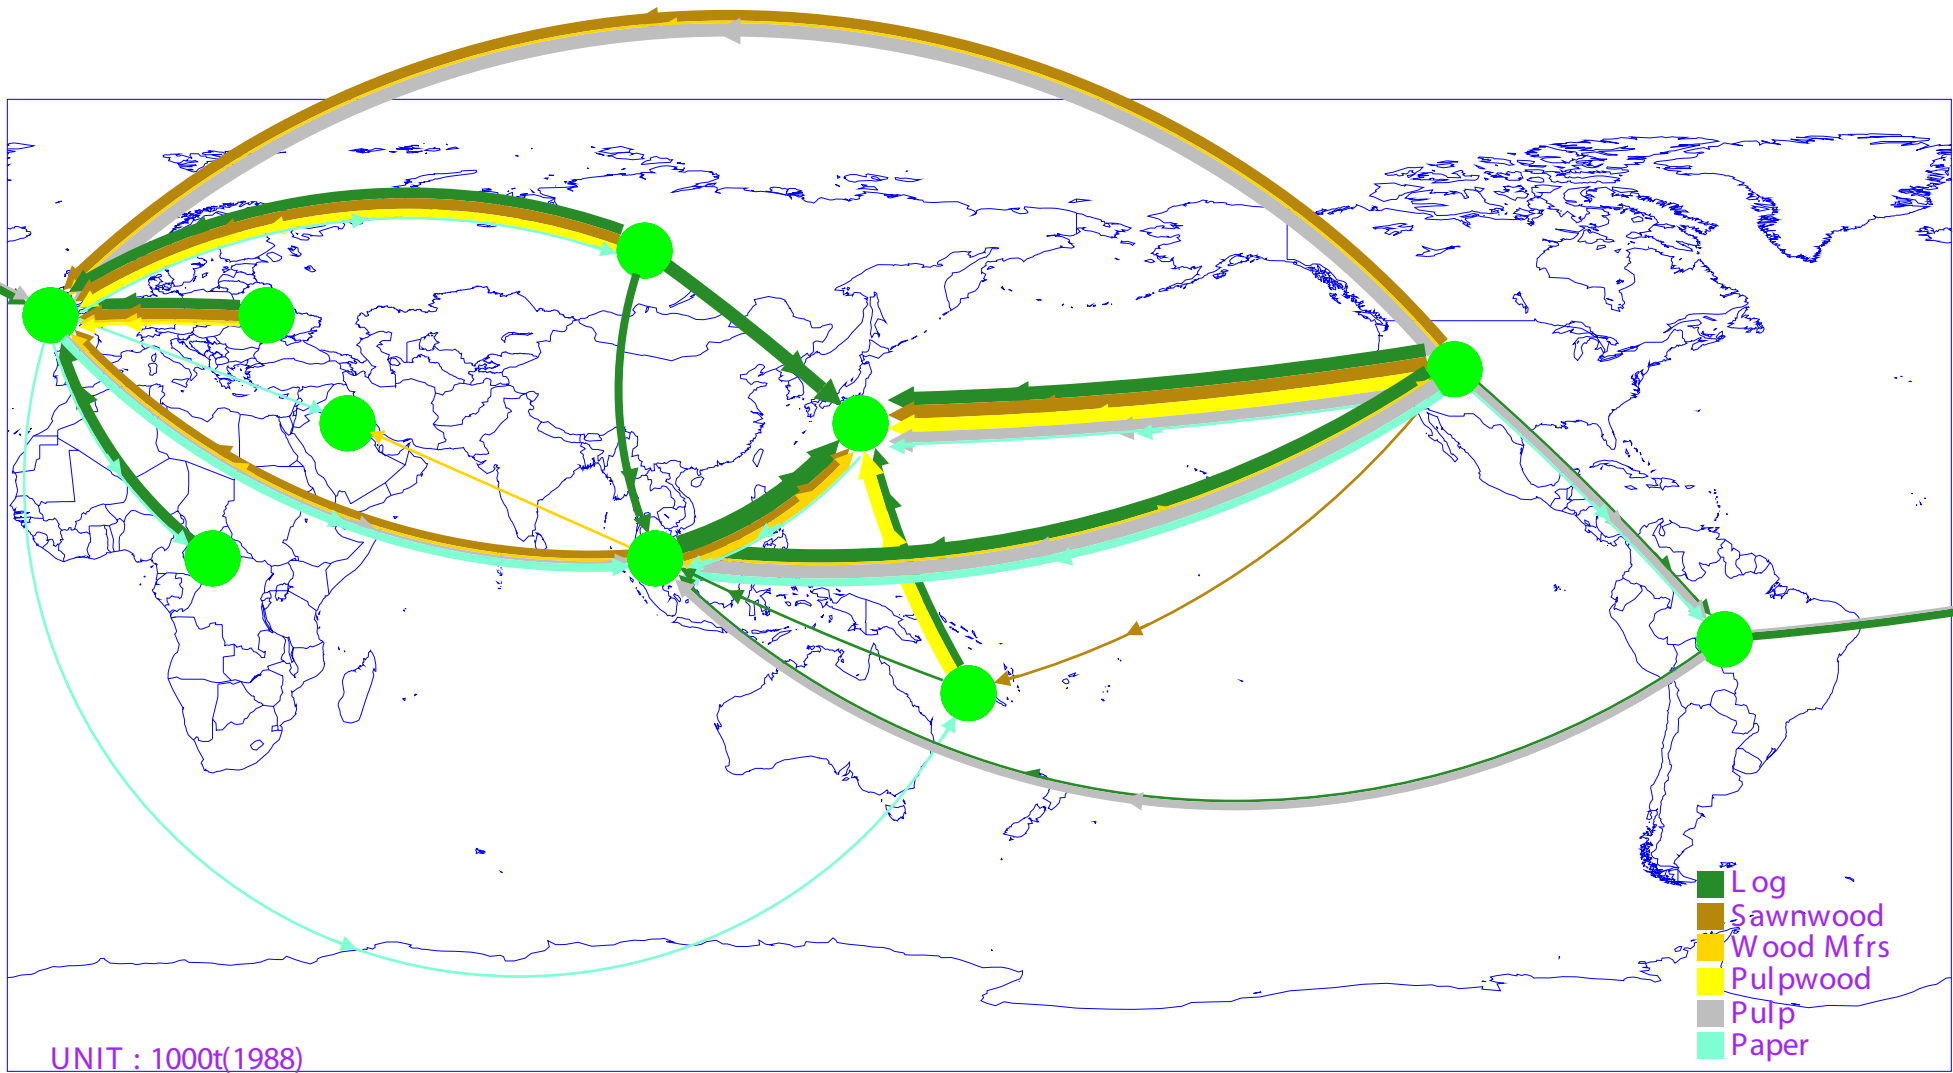 Log
Sawnwood
Wood Mfrs
Pulpwood
Pulp
Paper
UNIT : 1000t(1988)